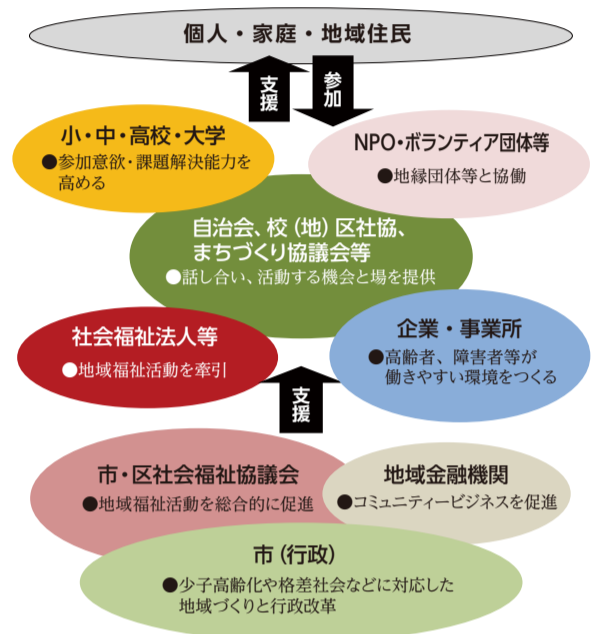 個人・家庭・地域住民
支援
参加
小・中・高校・大学
●参加意欲・課題解決能力を
高める
NPO・ボランティア団体等
●地縁団体等と協働
自治会、校（地）区社協、
まちづくり協議会等
●話し合い、活動する機会と場を提供
社会福祉法人等
●地域福祉活動を牽引
企業・事業所
●高齢者、障害者等が
働きやすい環境をつくる
支援
市・区社会福祉協議会
●地域福祉活動を総合的に促進
地域金融機関
●コミュニティービジネスを促進
市（行政）
●少子高齢化や格差社会などに対応した
地域づくりと行政改革